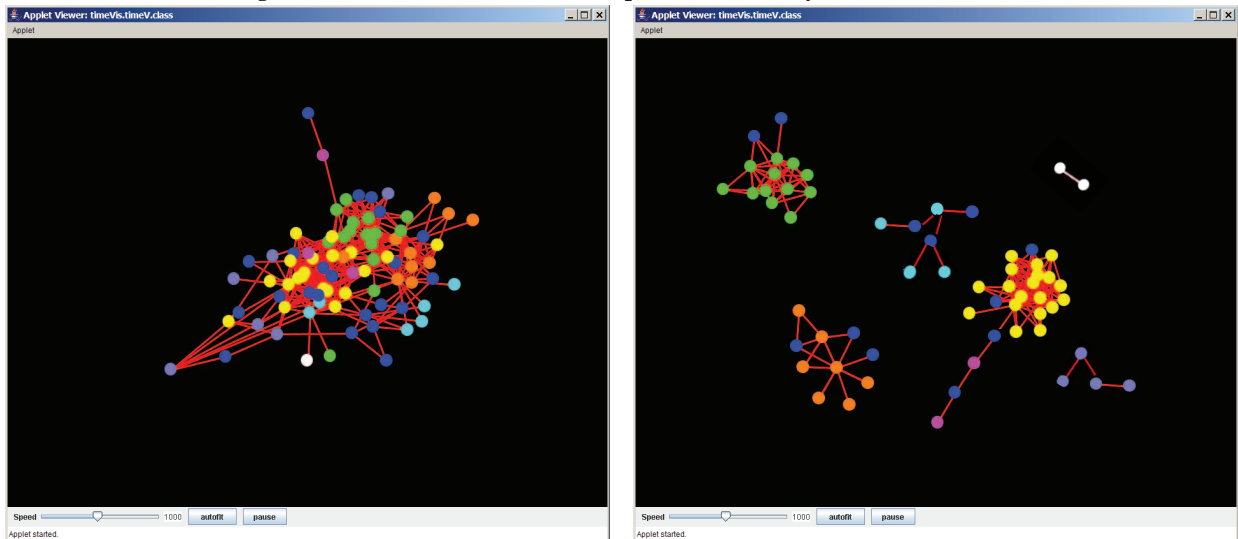 Applet Viewer: timeVis.timeV.class
Applet
Speed 1000 autofit pause
Applet started.
Applet Viewer: timeVis.timeV.class
Applet
Speed 1000 autofit pause
Applet started.